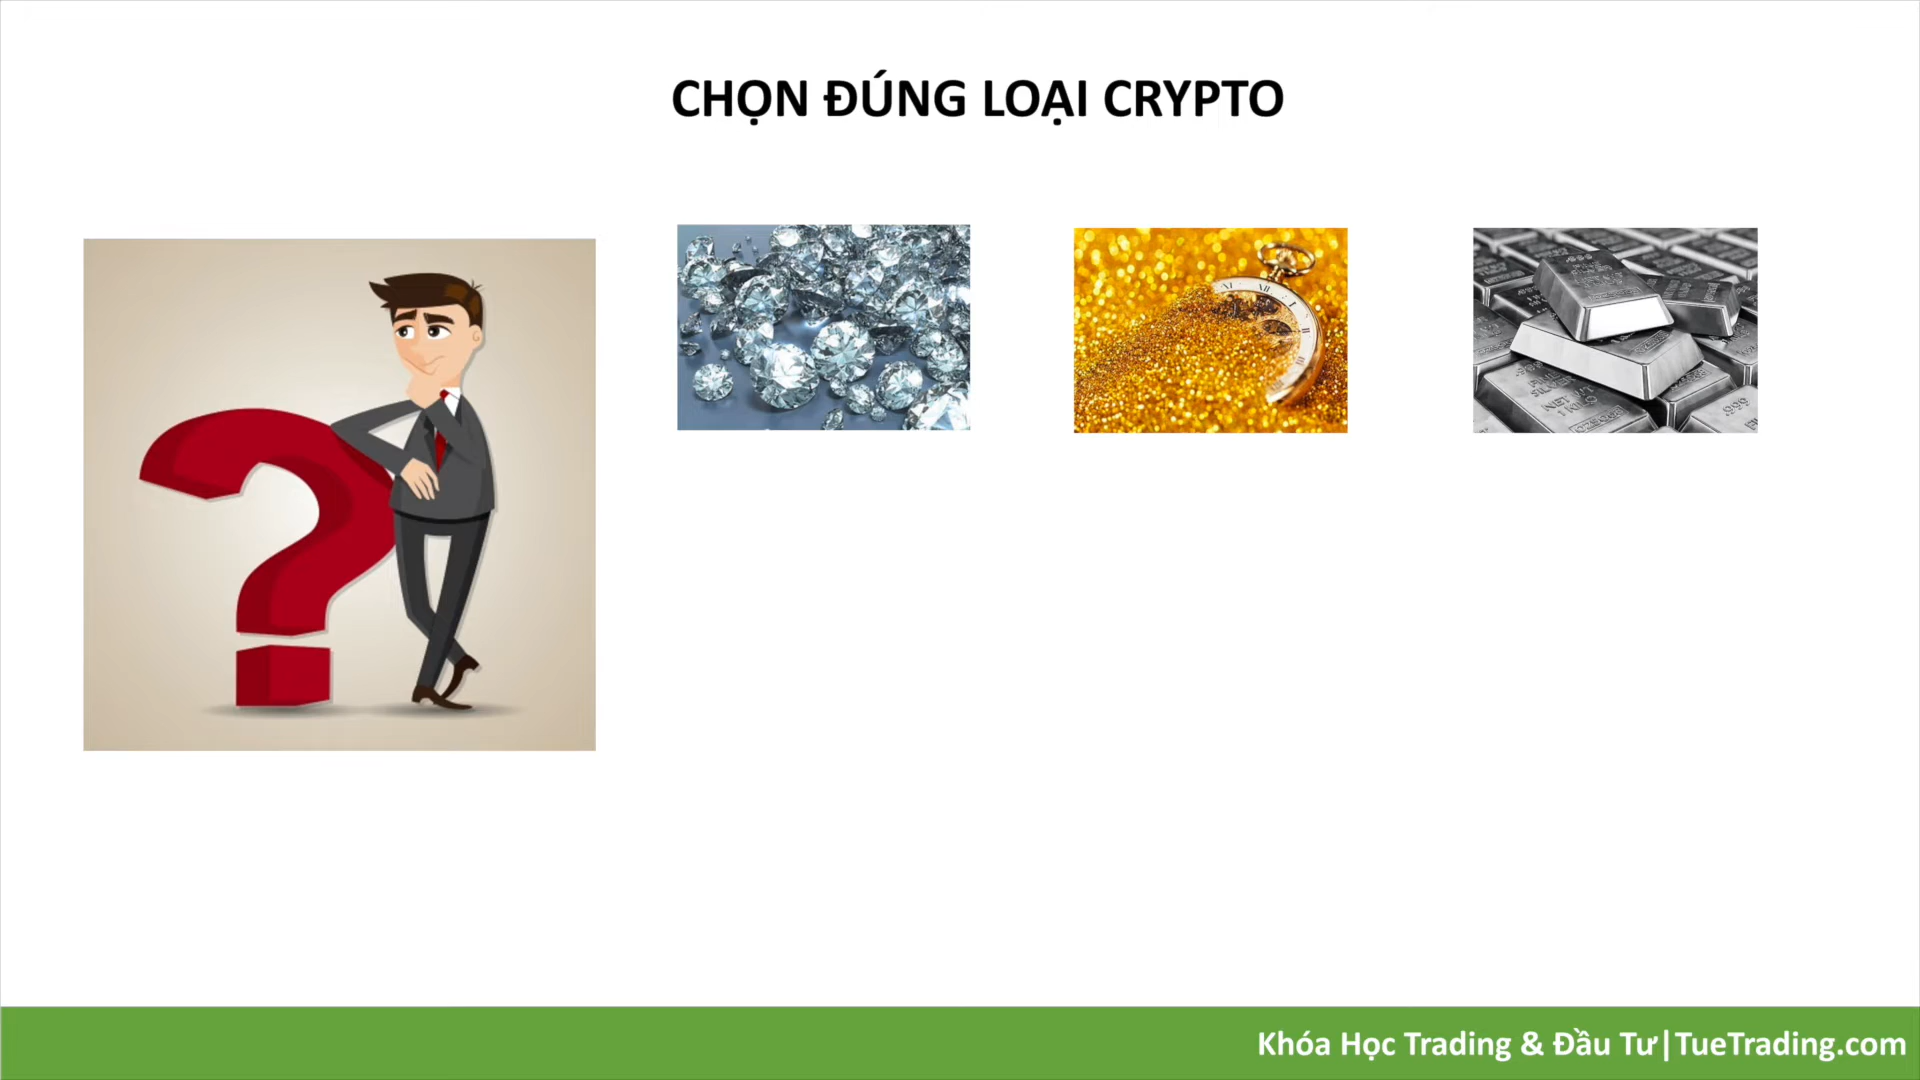 CHỌN ĐÚNG LOẠI CRYPTO
Khóa Học Trading & Đầu Tư|TueTrading.com